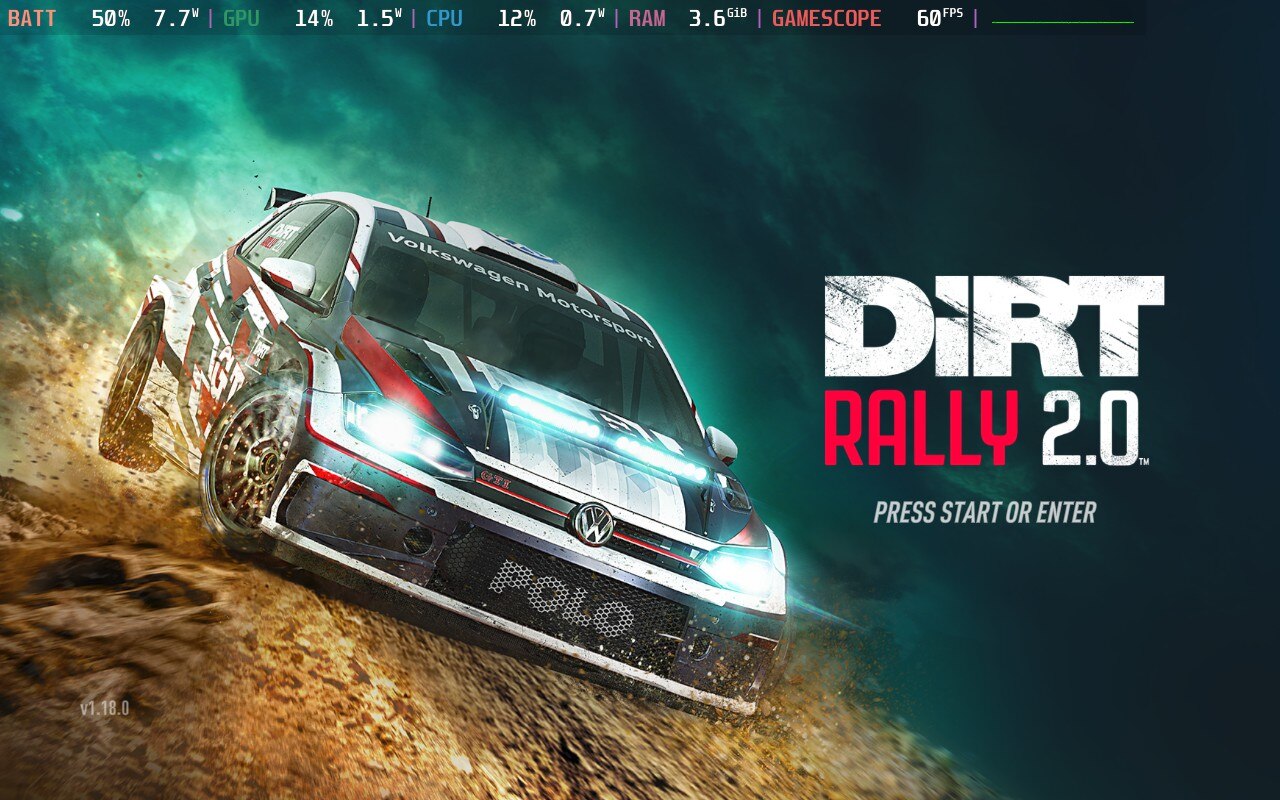 BATT 50% 7.7W | GPU 14% 1.5W | CPU 12% 0.7W | RAM 3.6GiB | GAMESCOPE 60FPS |
Volkswagen Motorsport
DiRT
DiRT
RALLY 2.0™
GTI
PRESS START OR ENTER
POLO
v1.18.0